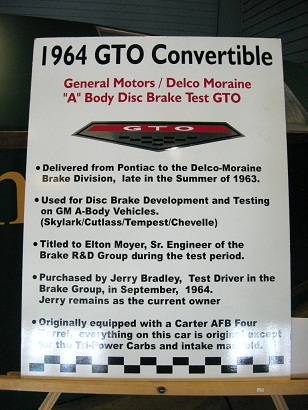 1964 GTO Convertible
General Motors / Delco Moraine
"A" Body Disc Brake Test GTO
GTO
• Delivered from Pontiac to the Delco-Moraine
Brake Division, late in the Summer of 1963.
• Used for Disc Brake Development and Testing
on GM A-Body Vehicles.
(Skylark/Cutlass/Tempest/Chevelle)
• Titled to Elton Moyer, Sr. Engineer of the
Brake R&D Group during the test period.
• Purchased by Jerry Bradley, Test Driver in the
Brake Group, in September, 1964.
Jerry remains as the current owner
• Originally equipped with a Carter AFB Four
Barrel, everything on this car is original except
for the Tri-Power Carbs and intake manifold.